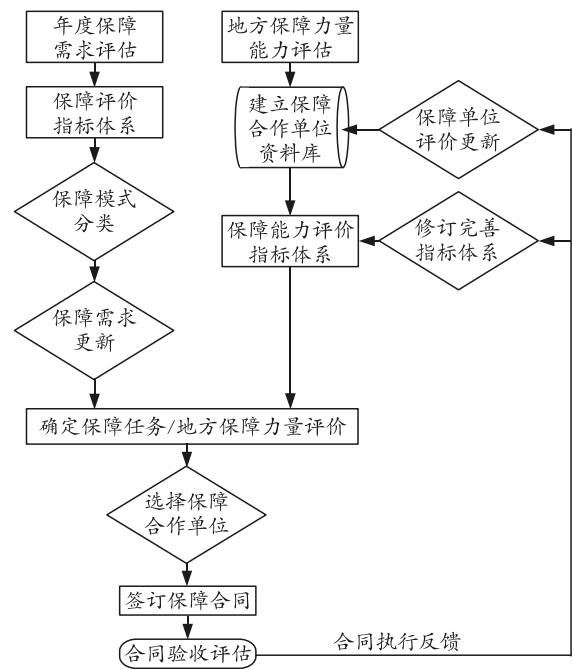 年度保障
需求评估
地方保障力量
能力评估
保障评价
指标体系
建立保障
合作单位
资料库
保障单位
评价更新
保障模式
分类
保障能力评价
指标体系
修订完善
指标体系
保障需求
更新
确定保障任务/地方保障力量评价
选择保障
合作单位
签订保障合同
合同验收评估
合同执行反馈